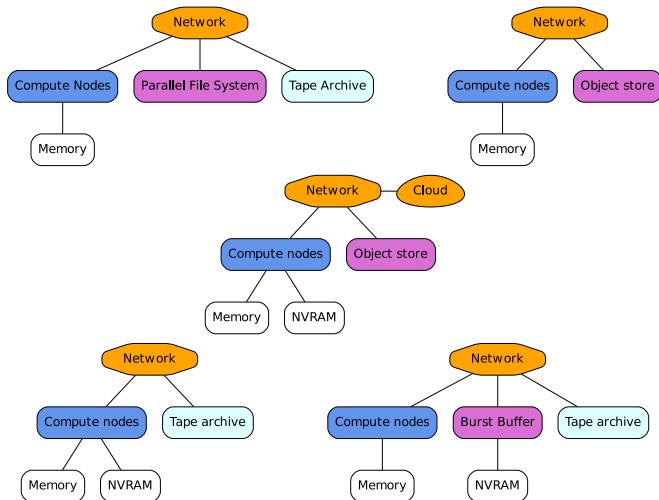 Network
Compute Nodes
Parallel File System
Tape Archive
Memory
Network
Compute nodes
Object store
Memory
Network
Cloud
Compute nodes
Object store
Memory
NVRAM
Network
Compute nodes
Tape archive
Memory
NVRAM
Network
Compute nodes
Burst Buffer
Tape archive
Memory
NVRAM